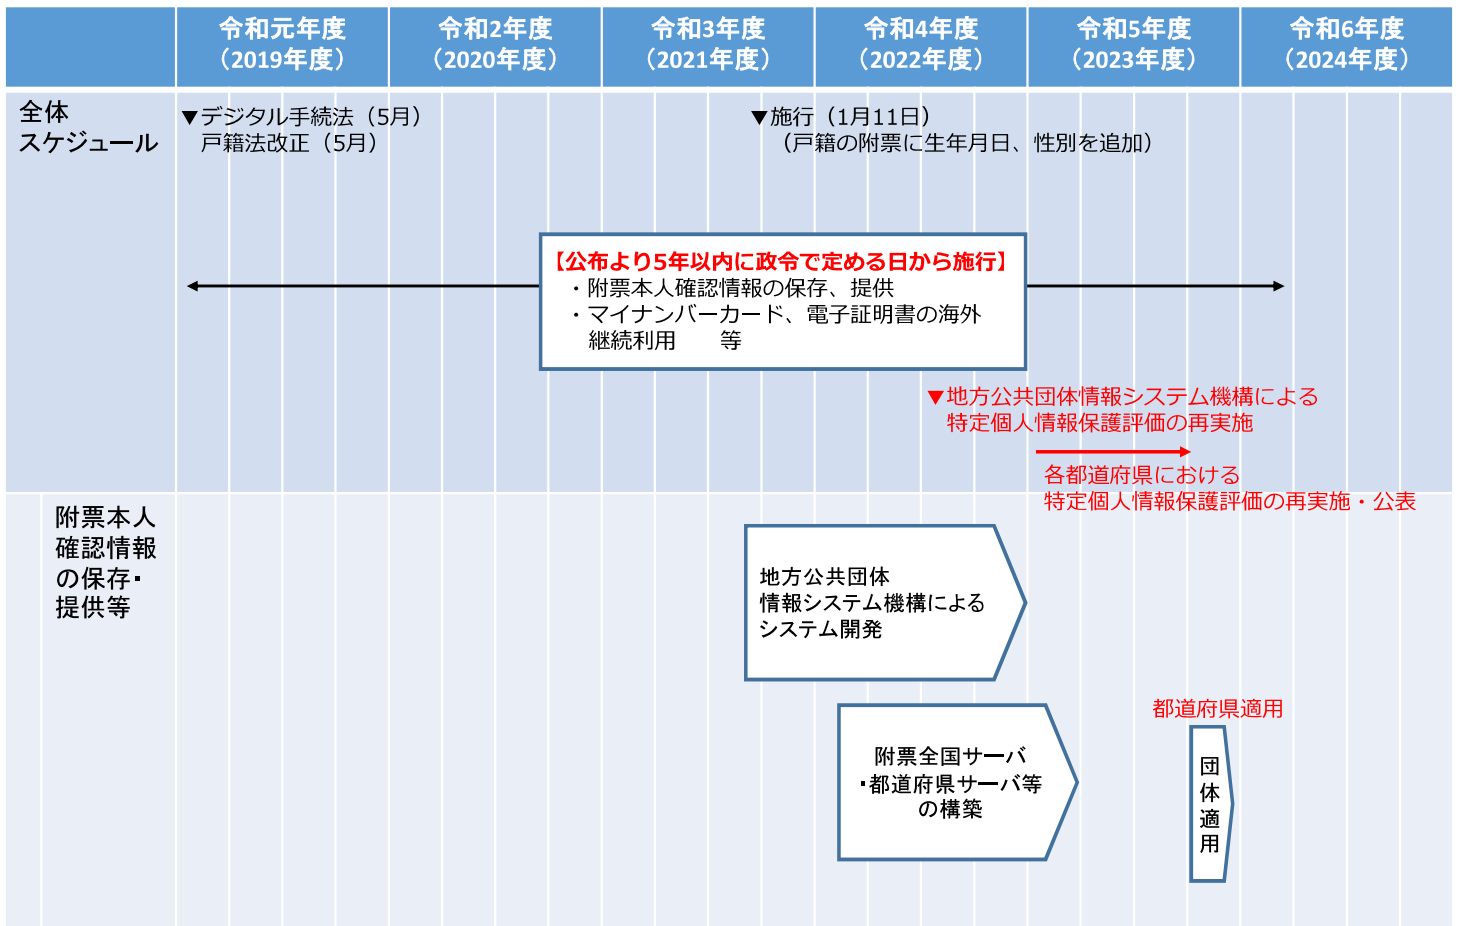 令和元年度
（2019年度）
令和2年度
（2020年度）
令和3年度
（2021年度）
令和4年度
（2022年度）
令和5年度
（2023年度）
令和6年度
（2024年度）
全体
スケジュール
▼デジタル手続法（5月）
戸籍法改正（5月）
▼施行（1月11日）
（戸籍の附票に生年月日、性別を追加）
【公布より5年以内に政令で定める日から施行】
・附票本人確認情報の保存、提供
・マイナンバーカード、電子証明書の海外
継続利用　　等
▼地方公共団体情報システム機構による
特定個人情報保護評価の再実施
各都道府県における
特定個人情報保護評価の再実施・公表
附票本人
確認情報
の保存・
提供等
地方公共団体
情報システム機構による
システム開発
附票全国サーバ
・都道府県サーバ等
の構築
都道府県適用
団
体
適
用